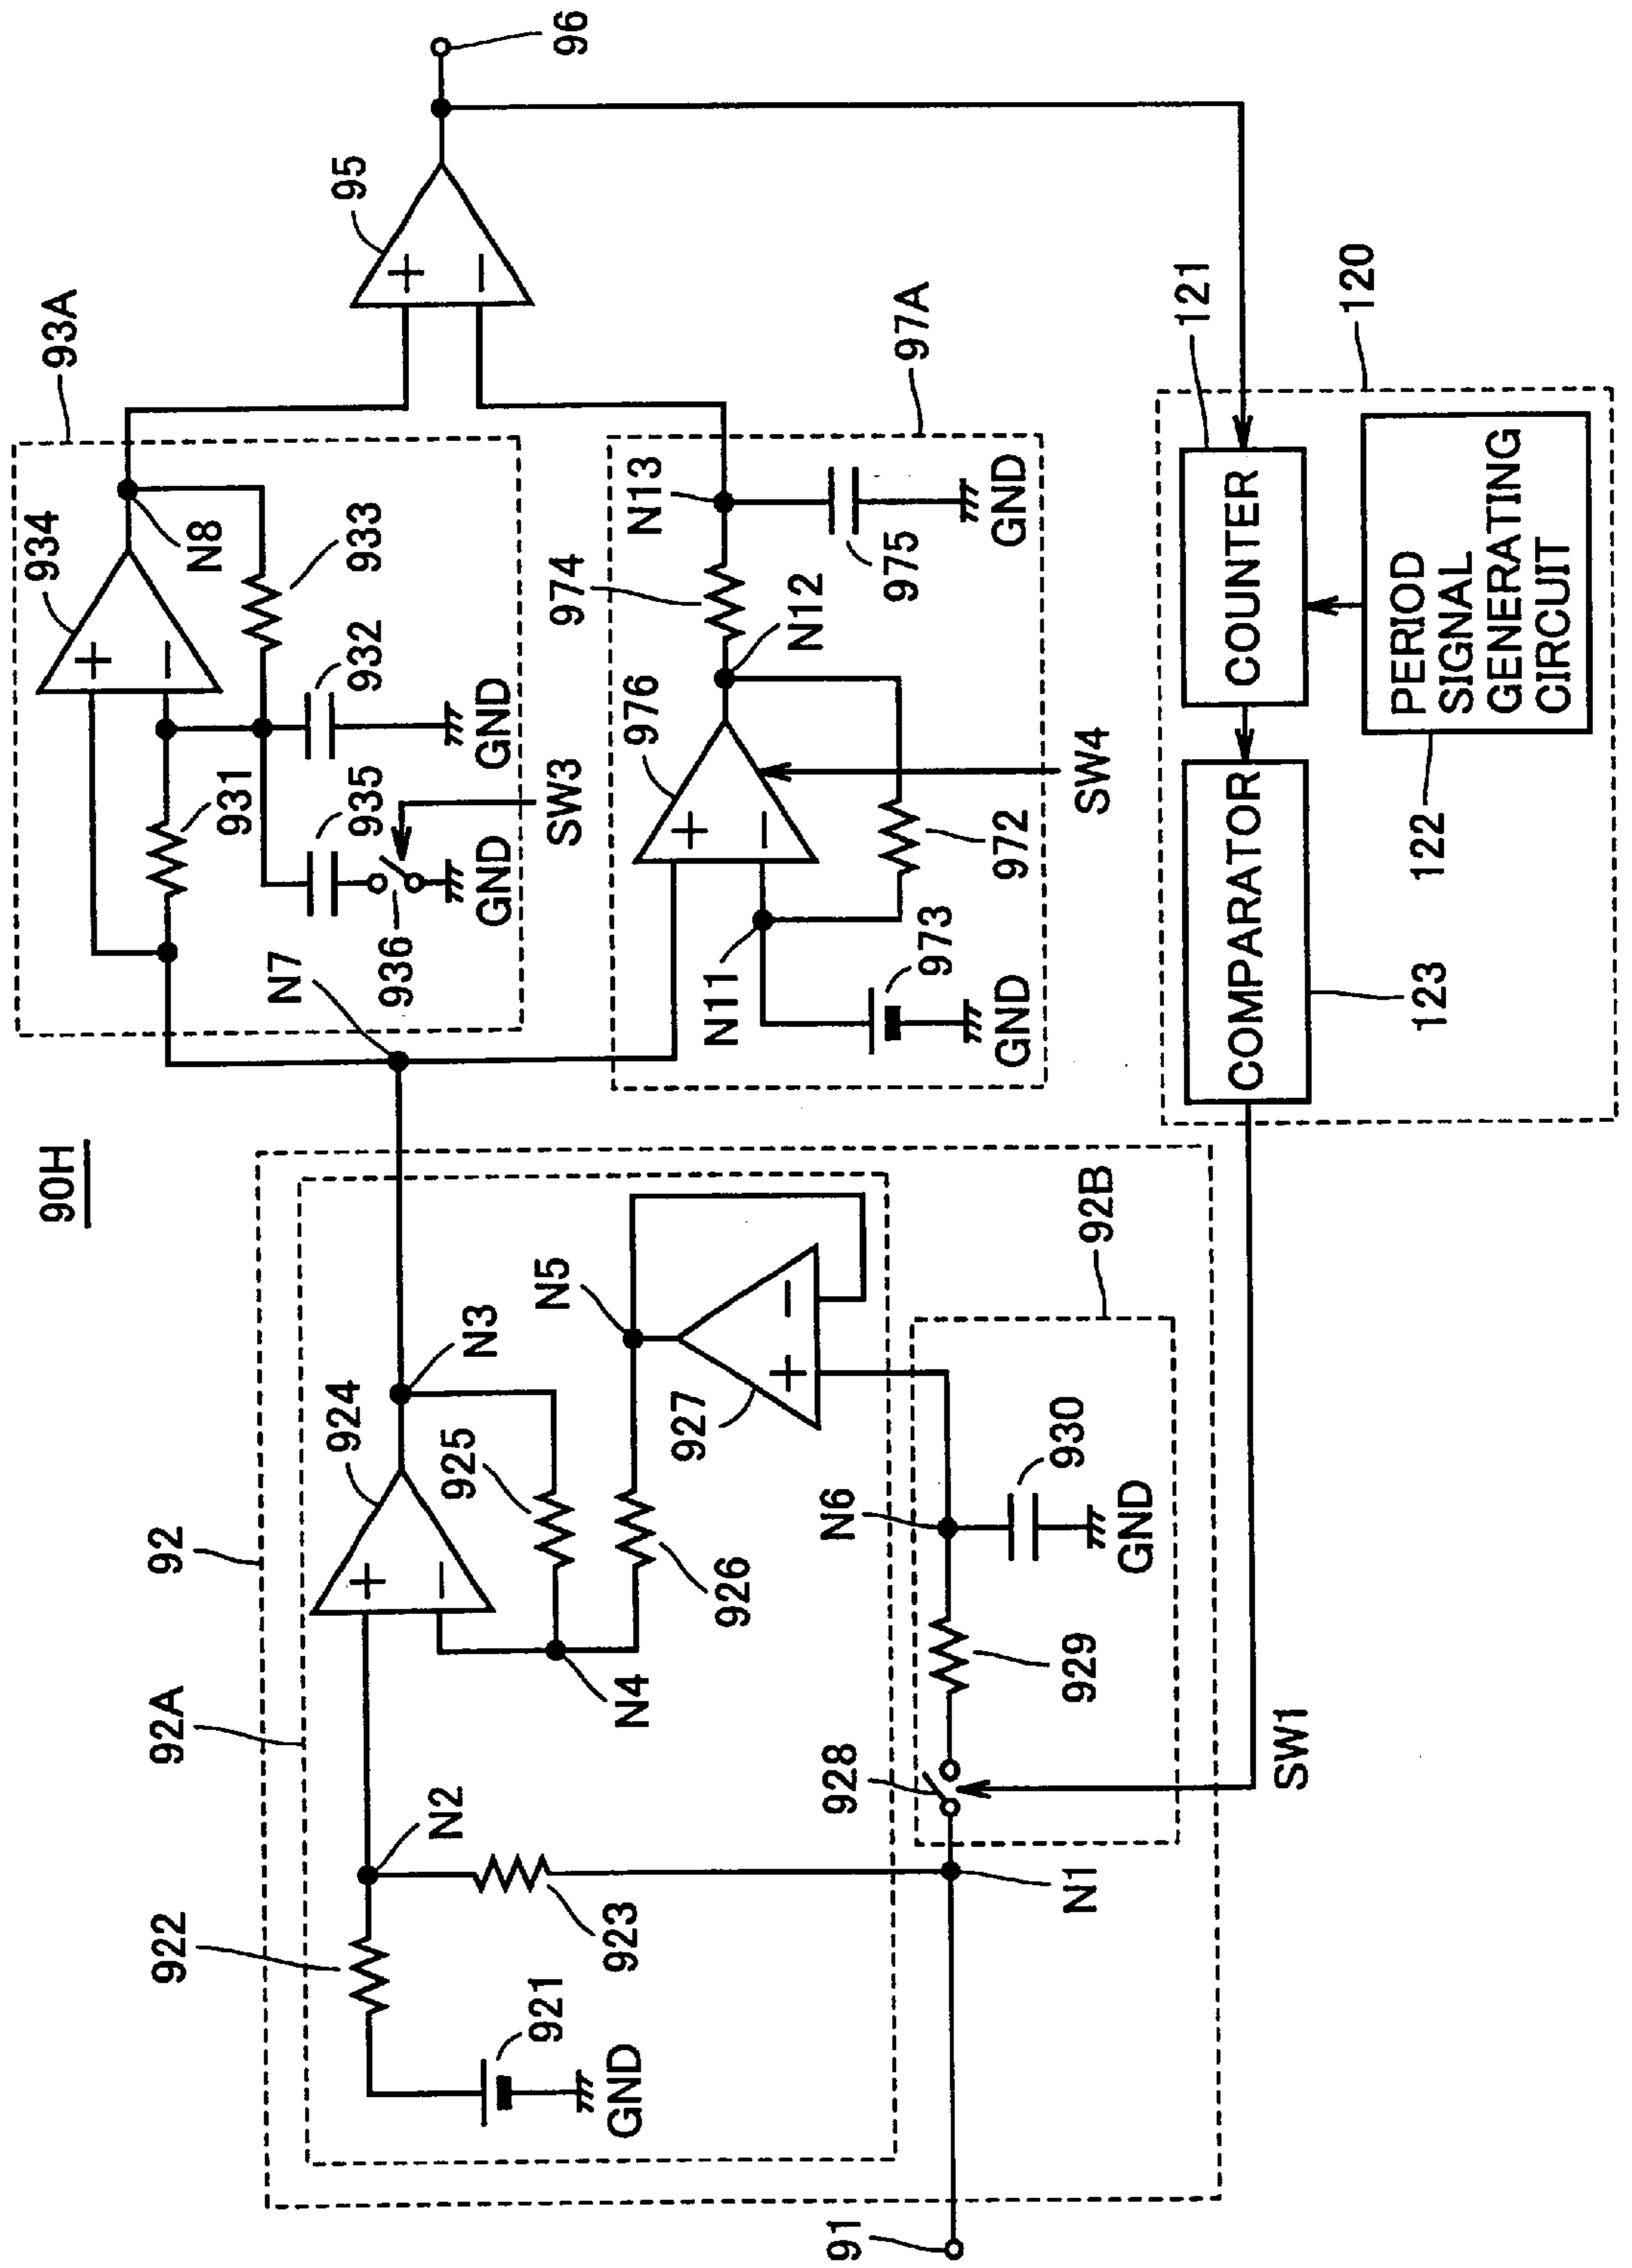 90H
93A
934
N8
933
931
932
935
936
SW3
GND
GND
N7
95
96
97A
N13
974
975
GND
976
N12
972
N11
973
GND
SW4
92
92A
924
N3
925
926
N4
N5
927
N2
922
923
921
GND
92B
928
929
N6
930
GND
N1
91
SW1
120
121
COUNTER
COMPARATOR
123
PERIOD
SIGNAL
GENERATING
CIRCUIT
122